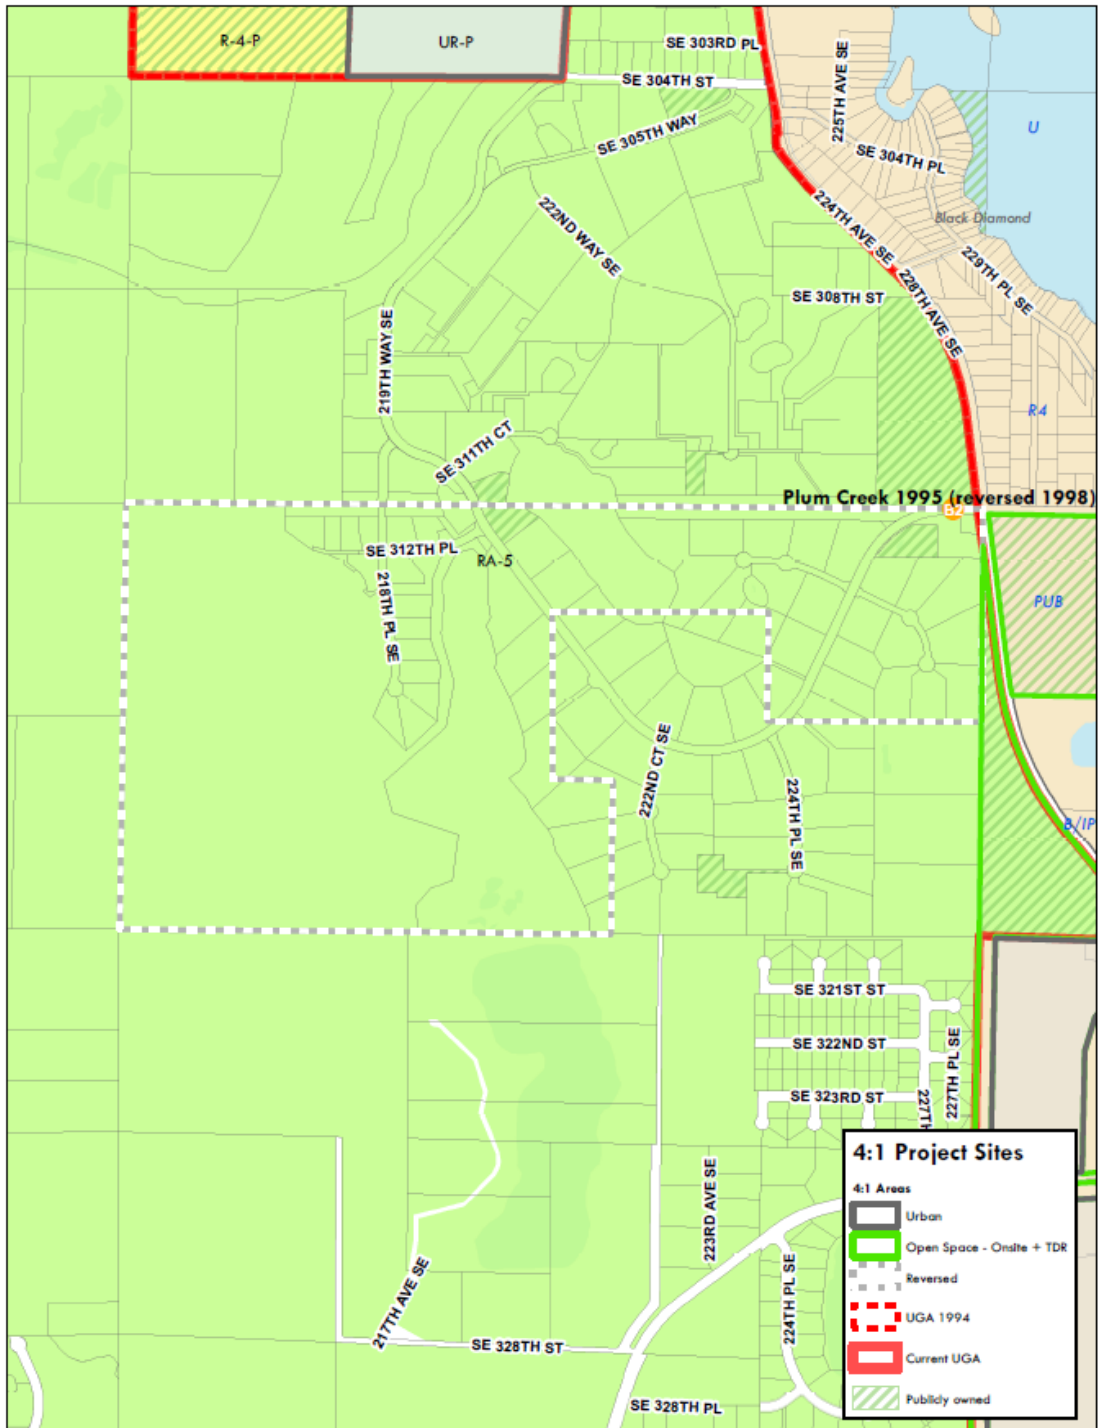 R-4-P
UR-P
SE 303RD PL
SE 304TH ST
225TH AVE SE
U
SE 305TH WAY
SE 304TH PL
222ND WAY SE
224TH AVE SE
Black Diamond
229TH PL SE
SE 308TH ST
228TH AVE SE
219TH WAY SE
R4
SE 311TH CT
Plum Creek 1995 (reversed 1998)
B2
SE 312TH PL
RA-5
218TH PL SE
PUB
222ND CT SE
224TH PL SE
B/IP
SE 321ST ST
SE 322ND ST
227TH PL SE
SE 323RD ST
227TH
223RD AVE SE
217TH AVE SE
224TH PL SE
SE 328TH ST
SE 328TH PL
4:1 Project Sites
4:1 Areas
Urban
Open Space - Onsite + TDR
Reversed
UGA 1994
Current UGA
Publicly owned